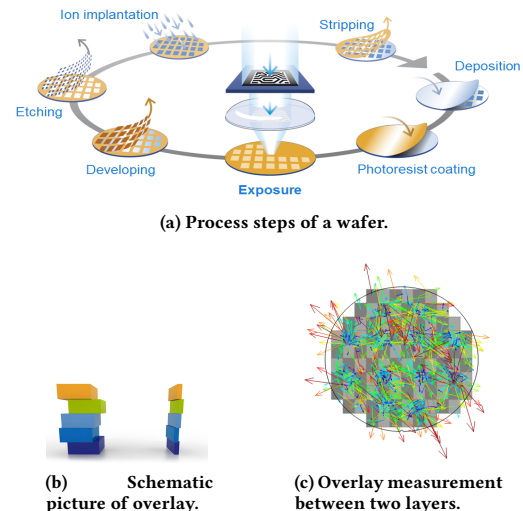 Ion implantation
Stripping
Deposition
Etching
Developing
Exposure
Photoresist coating
(a) Process steps of a wafer.
(b) Schematic
picture of overlay.
(c) Overlay measurement
between two layers.